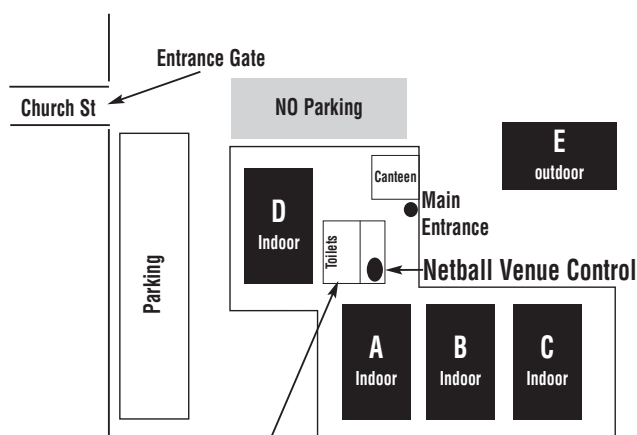 Entrance Gate
Church St
NO Parking
E
outdoor
Canteen
D
Indoor
Main
Entrance
Toilets
Netball Venue Control
Parking
A
Indoor
B
Indoor
C
Indoor